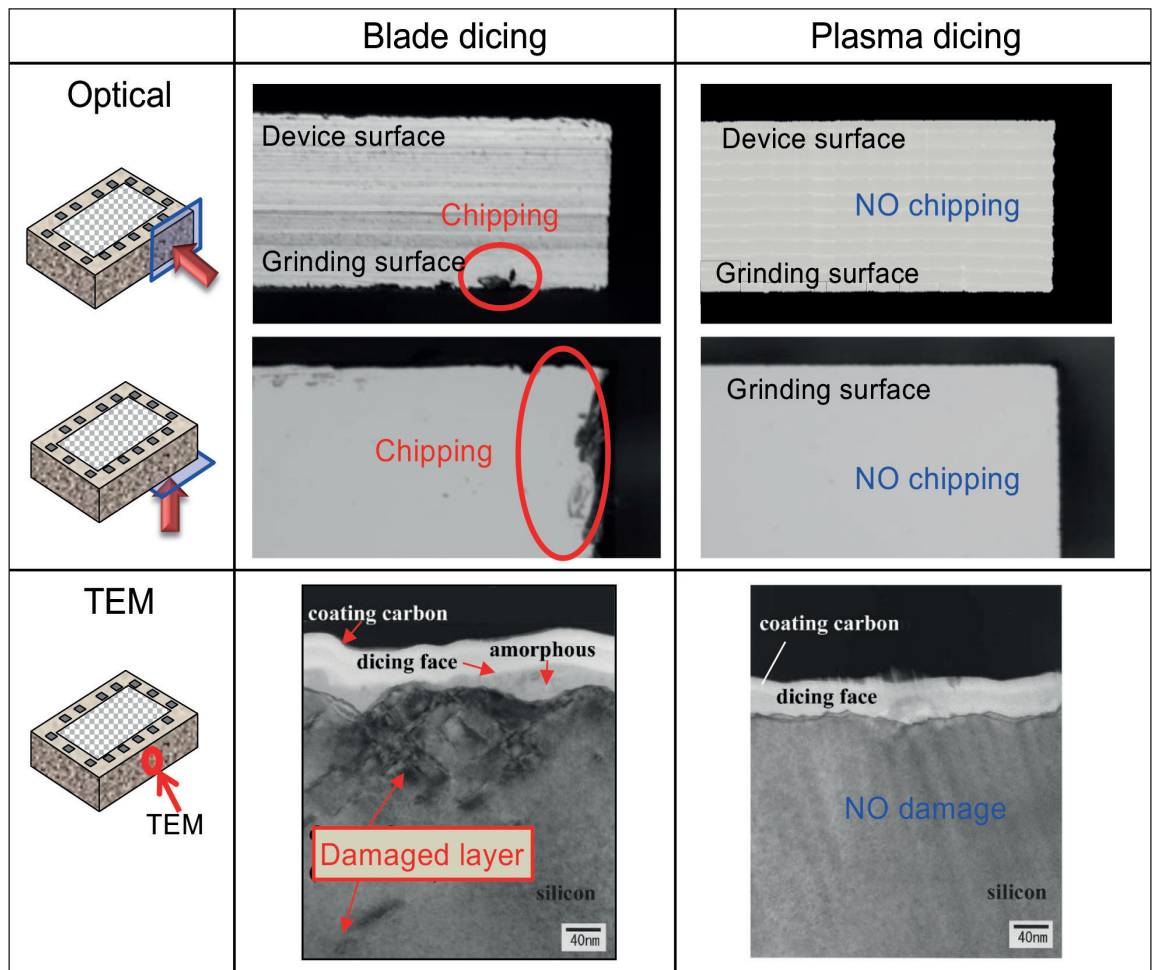 Blade dicing
Plasma dicing
Optical
Device surface
Chipping
Grinding surface
Device surface
NO chipping
Grinding surface
Chipping
Grinding surface
NO chipping
TEM
TEM
coating carbon
amorphous
dicing face
Damaged layer
silicon
40nm
coating carbon
dicing face
NO damage
silicon
40nm